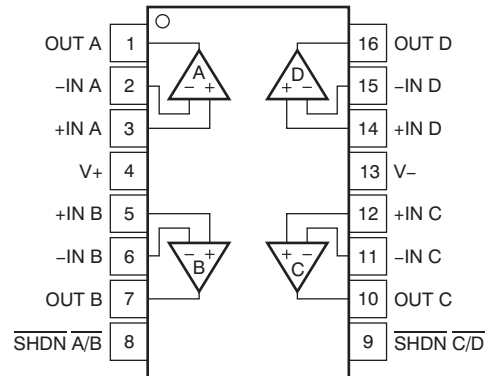 OUT A 1 16 OUT D
−IN A 2 A D 15 −IN D
− + + −
+IN A 3 14 +IN D
V+ 4 13 V−
+IN B 5 12 +IN C
− + + −
−IN B 6 B C 11 −IN C
OUT B 7 10 OUT C
SHDN A/B 8 9 SHDN C/D